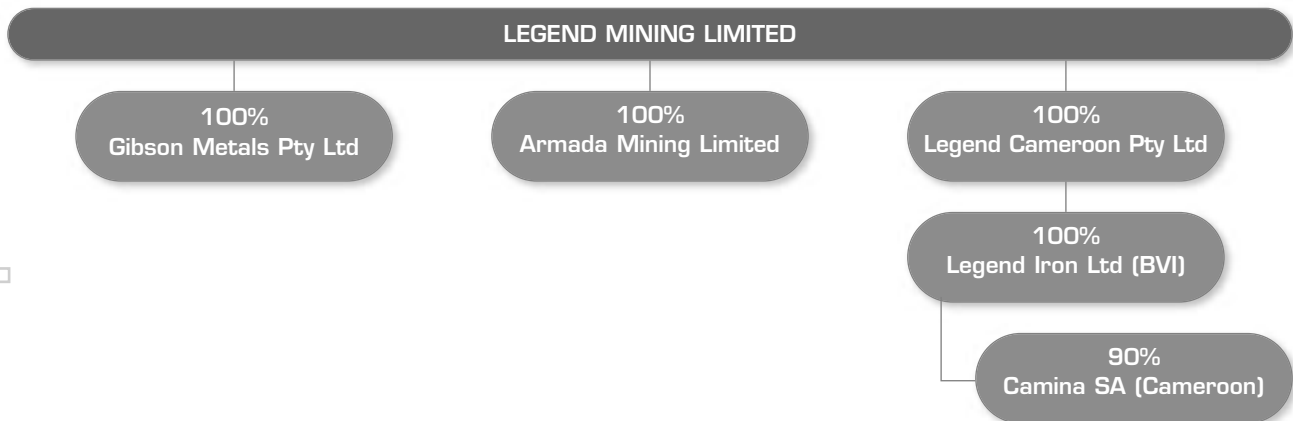 LEGEND MINING LIMITED
100%
Gibson Metals Pty Ltd
100%
Armada Mining Limited
100%
Legend Cameroon Pty Ltd
100%
Legend Iron Ltd (BVI)
90%
Camina SA (Cameroon)